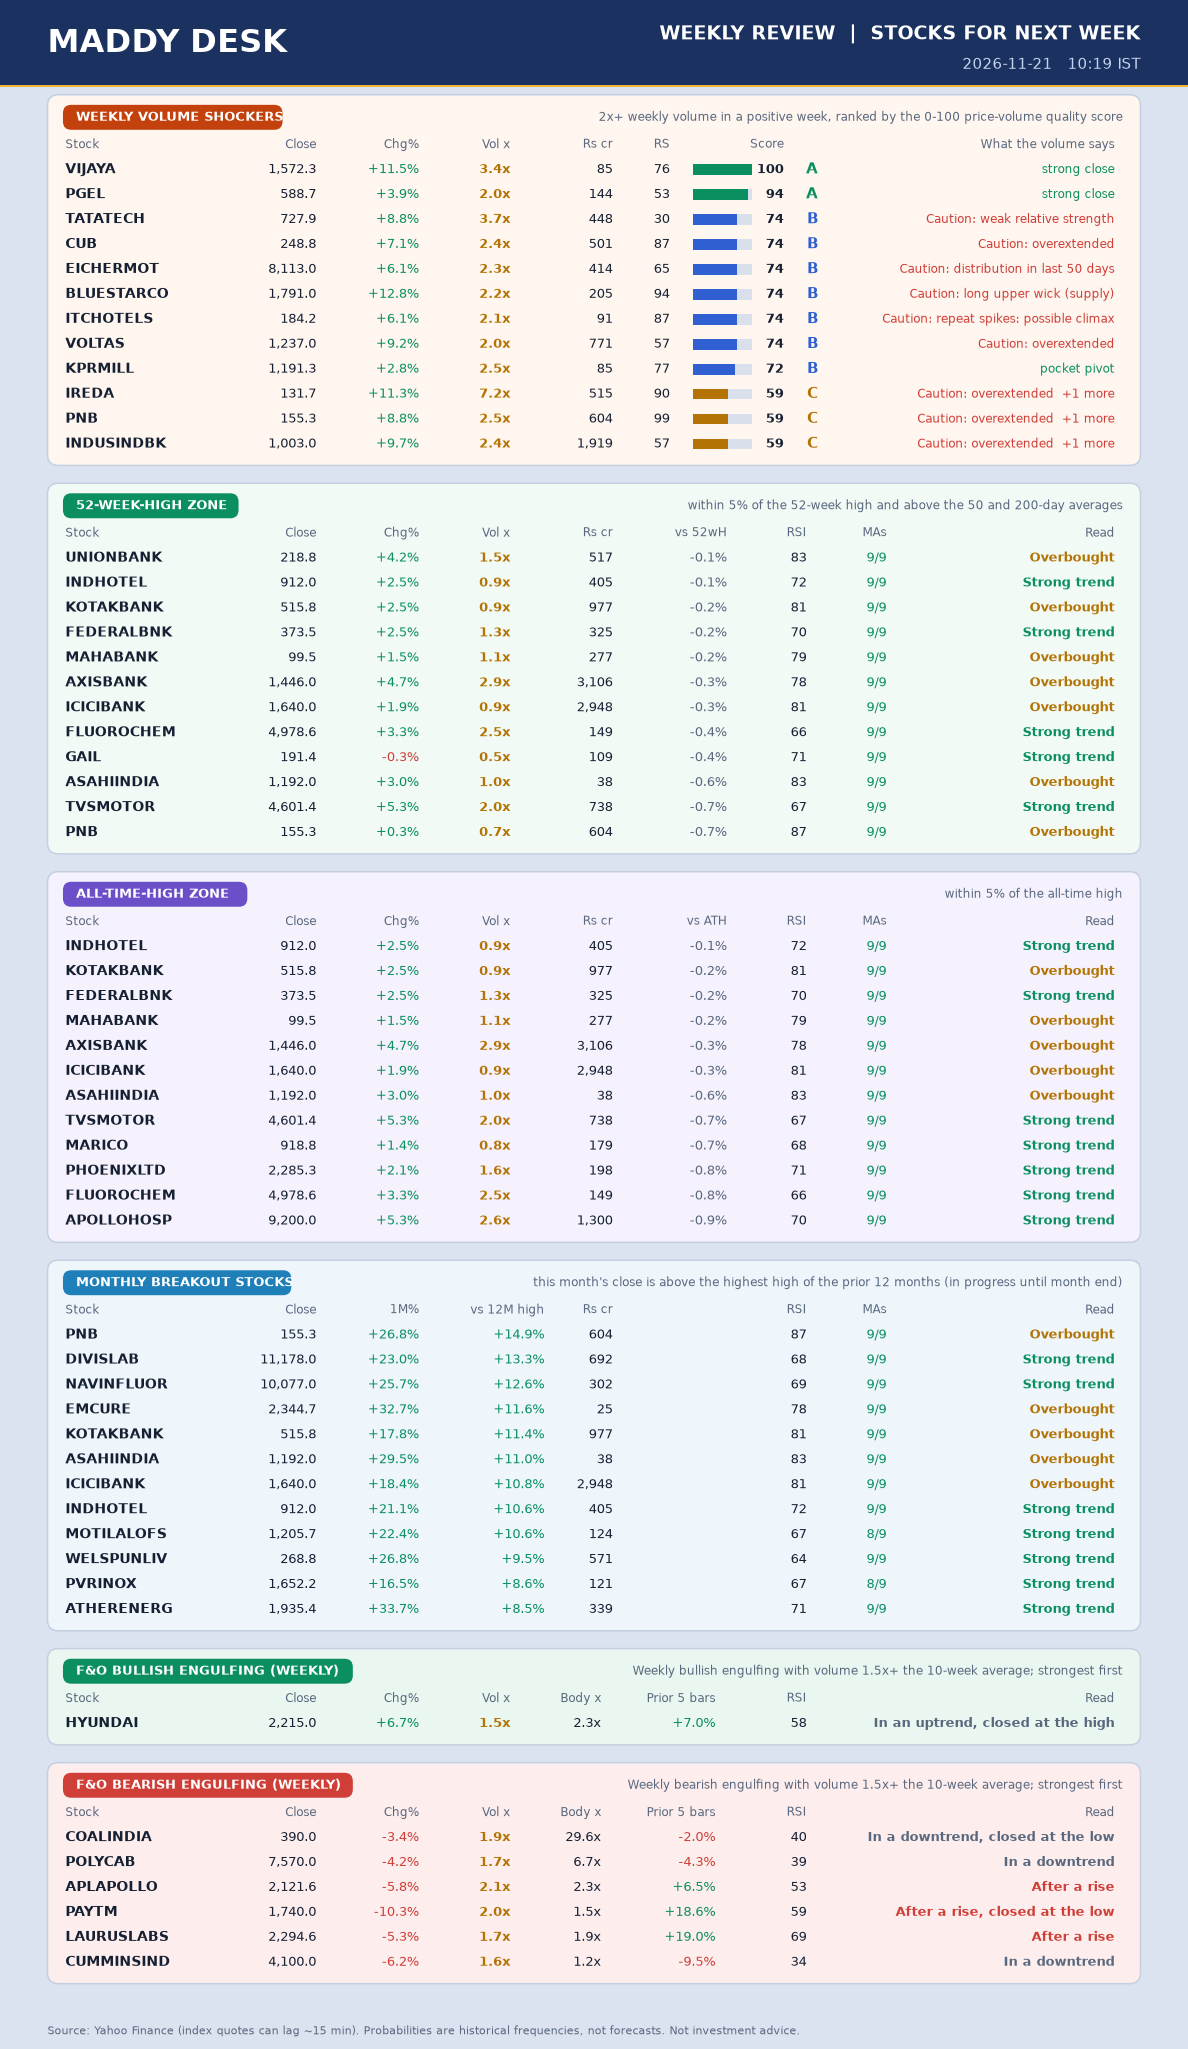 MADDY DESK
WEEKLY REVIEW | STOCKS FOR NEXT WEEK
2026-11-21 10:19 IST
WEEKLY VOLUME SHOCKERS
2x+ weekly volume in a positive week, ranked by the 0-100 price-volume quality score
Stock Close Chg% Vol x Rs cr RS Score What the volume says
VIJAYA 1,572.3 +11.5% 3.4x 85 76 100 A strong close
PGEL 588.7 +3.9% 2.0x 144 53 94 A strong close
TATATECH 727.9 +8.8% 3.7x 448 30 74 B Caution: weak relative strength
CUB 248.8 +7.1% 2.4x 501 87 74 B Caution: overextended
EICHERMOT 8,113.0 +6.1% 2.3x 414 65 74 B Caution: distribution in last 50 days
BLUESTARCO 1,791.0 +12.8% 2.2x 205 94 74 B Caution: long upper wick (supply)
ITCHOTELS 184.2 +6.1% 2.1x 91 87 74 B Caution: repeat spikes: possible climax
VOLTAS 1,237.0 +9.2% 2.0x 771 57 74 B Caution: overextended
KPRMILL 1,191.3 +2.8% 2.5x 85 77 72 B pocket pivot
IREDA 131.7 +11.3% 7.2x 515 90 59 C Caution: overextended +1 more
PNB 155.3 +8.8% 2.5x 604 99 59 C Caution: overextended +1 more
INDUSINDBK 1,003.0 +9.7% 2.4x 1,919 57 59 C Caution: overextended +1 more
52-WEEK-HIGH ZONE
within 5% of the 52-week high and above the 50 and 200-day averages
Stock Close Chg% Vol x Rs cr vs 52wH RSI MAs Read
UNIONBANK 218.8 +4.2% 1.5x 517 -0.1% 83 9/9 Overbought
INDHOTEL 912.0 +2.5% 0.9x 405 -0.1% 72 9/9 Strong trend
KOTAKBANK 515.8 +2.5% 0.9x 977 -0.2% 81 9/9 Overbought
FEDERALBNK 373.5 +2.5% 1.3x 325 -0.2% 70 9/9 Strong trend
MAHABANK 99.5 +1.5% 1.1x 277 -0.2% 79 9/9 Overbought
AXISBANK 1,446.0 +4.7% 2.9x 3,106 -0.3% 78 9/9 Overbought
ICICIBANK 1,640.0 +1.9% 0.9x 2,948 -0.3% 81 9/9 Overbought
FLUOROCHEM 4,978.6 +3.3% 2.5x 149 -0.4% 66 9/9 Strong trend
GAIL 191.4 -0.3% 0.5x 109 -0.4% 71 9/9 Strong trend
ASAHIINDIA 1,192.0 +3.0% 1.0x 38 -0.6% 83 9/9 Overbought
TVSMOTOR 4,601.4 +5.3% 2.0x 738 -0.7% 67 9/9 Strong trend
PNB 155.3 +0.3% 0.7x 604 -0.7% 87 9/9 Overbought
ALL-TIME-HIGH ZONE
within 5% of the all-time high
Stock Close Chg% Vol x Rs cr vs ATH RSI MAs Read
INDHOTEL 912.0 +2.5% 0.9x 405 -0.1% 72 9/9 Strong trend
KOTAKBANK 515.8 +2.5% 0.9x 977 -0.2% 81 9/9 Overbought
FEDERALBNK 373.5 +2.5% 1.3x 325 -0.2% 70 9/9 Strong trend
MAHABANK 99.5 +1.5% 1.1x 277 -0.2% 79 9/9 Overbought
AXISBANK 1,446.0 +4.7% 2.9x 3,106 -0.3% 78 9/9 Overbought
ICICIBANK 1,640.0 +1.9% 0.9x 2,948 -0.3% 81 9/9 Overbought
ASAHIINDIA 1,192.0 +3.0% 1.0x 38 -0.6% 83 9/9 Overbought
TVSMOTOR 4,601.4 +5.3% 2.0x 738 -0.7% 67 9/9 Strong trend
MARICO 918.8 +1.4% 0.8x 179 -0.7% 68 9/9 Strong trend
PHOENIXLTD 2,285.3 +2.1% 1.6x 198 -0.8% 71 9/9 Strong trend
FLUOROCHEM 4,978.6 +3.3% 2.5x 149 -0.8% 66 9/9 Strong trend
APOLLOHOSP 9,200.0 +5.3% 2.6x 1,300 -0.9% 70 9/9 Strong trend
MONTHLY BREAKOUT STOCKS
this month's close is above the highest high of the prior 12 months (in progress until month end)
Stock Close 1M% vs 12M high Rs cr RSI MAs Read
PNB 155.3 +26.8% +14.9% 604 87 9/9 Overbought
DIVISLAB 11,178.0 +23.0% +13.3% 692 68 9/9 Strong trend
NAVINFLUOR 10,077.0 +25.7% +12.6% 302 69 9/9 Strong trend
EMCURE 2,344.7 +32.7% +11.6% 25 78 9/9 Overbought
KOTAKBANK 515.8 +17.8% +11.4% 977 81 9/9 Overbought
ASAHIINDIA 1,192.0 +29.5% +11.0% 38 83 9/9 Overbought
ICICIBANK 1,640.0 +18.4% +10.8% 2,948 81 9/9 Overbought
INDHOTEL 912.0 +21.1% +10.6% 405 72 9/9 Strong trend
MOTILALOFS 1,205.7 +22.4% +10.6% 124 67 8/9 Strong trend
WELSPUNLIV 268.8 +26.8% +9.5% 571 64 9/9 Strong trend
PVRINOX 1,652.2 +16.5% +8.6% 121 67 8/9 Strong trend
ATHERENERG 1,935.4 +33.7% +8.5% 339 71 9/9 Strong trend
F&O BULLISH ENGULFING (WEEKLY)
Weekly bullish engulfing with volume 1.5x+ the 10-week average; strongest first
Stock Close Chg% Vol x Body x Prior 5 bars RSI Read
HYUNDAI 2,215.0 +6.7% 1.5x 2.3x +7.0% 58 In an uptrend, closed at the high
F&O BEARISH ENGULFING (WEEKLY)
Weekly bearish engulfing with volume 1.5x+ the 10-week average; strongest first
Stock Close Chg% Vol x Body x Prior 5 bars RSI Read
COALINDIA 390.0 -3.4% 1.9x 29.6x -2.0% 40 In a downtrend, closed at the low
POLYCAB 7,570.0 -4.2% 1.7x 6.7x -4.3% 39 In a downtrend
APLAPOLLO 2,121.6 -5.8% 2.1x 2.3x +6.5% 53 After a rise
PAYTM 1,740.0 -10.3% 2.0x 1.5x +18.6% 59 After a rise, closed at the low
LAURUSLABS 2,294.6 -5.3% 1.7x 1.9x +19.0% 69 After a rise
CUMMINSIND 4,100.0 -6.2% 1.6x 1.2x -9.5% 34 In a downtrend
Source: Yahoo Finance (index quotes can lag ~15 min). Probabilities are historical frequencies, not forecasts. Not investment advice.